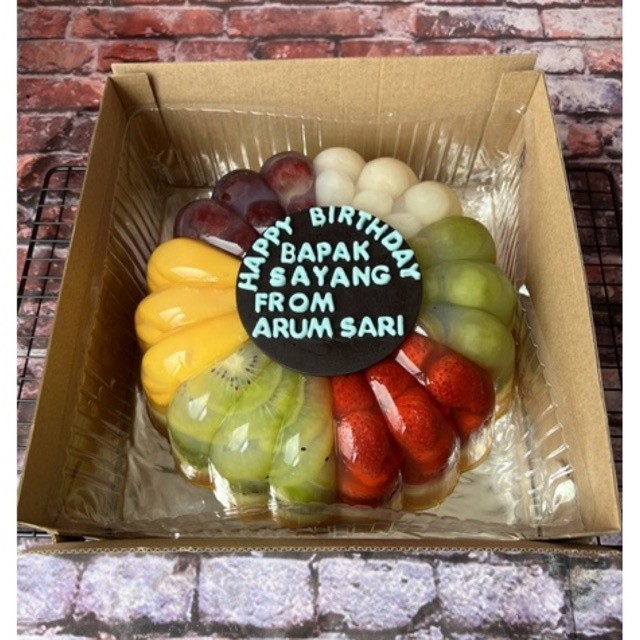 HAPPY BIRTHDAY
BAPAK
SAYANG
FROM
ARUM SARI